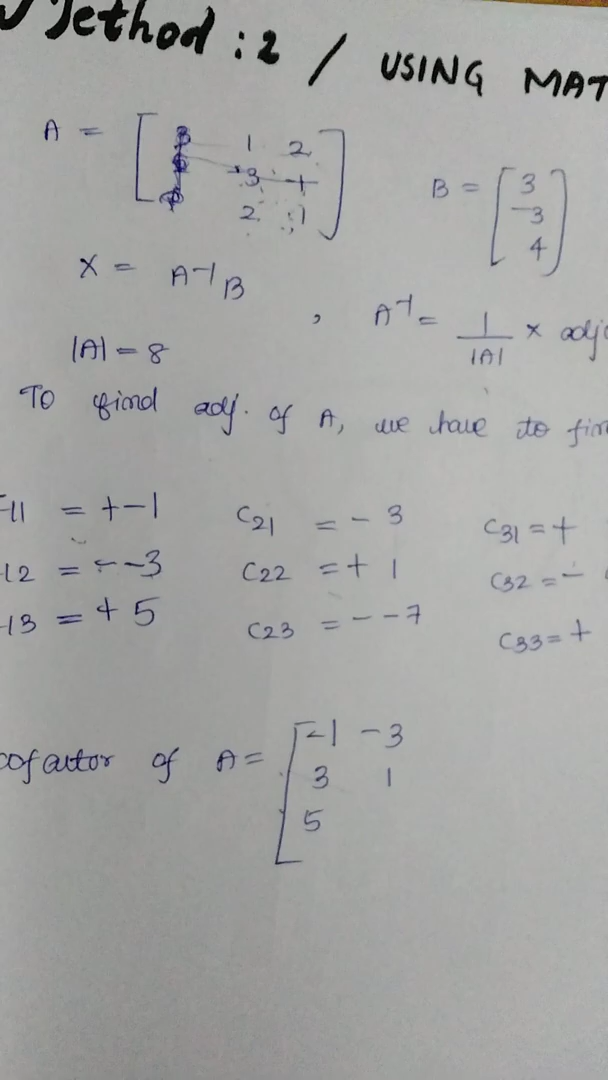 Method : 2 / USING MAT
A = [ 1 2
3
2 1 ]
B = [ 3
-3
4 ]
X = A-1B , A-1 = 1/|A| × adj
|A| = 8
To find adj. of A, we have to fin
11 = +-1 C21 = - 3 C31 = +
12 = --3 C22 = + 1 C32 = -
13 = + 5 C23 = - -7 C33 = +
cofactor of A = [ -1 -3
3 1
5